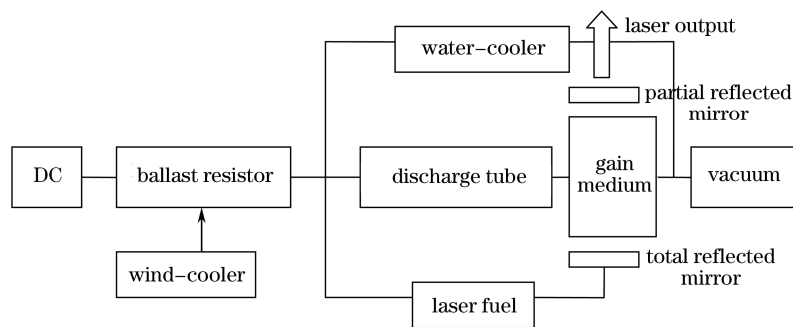 laser output
water-cooler
partial reflected
mirror
DC
ballast resistor
discharge tube
gain
medium
vacuum
wind-cooler
total reflected
mirror
laser fuel